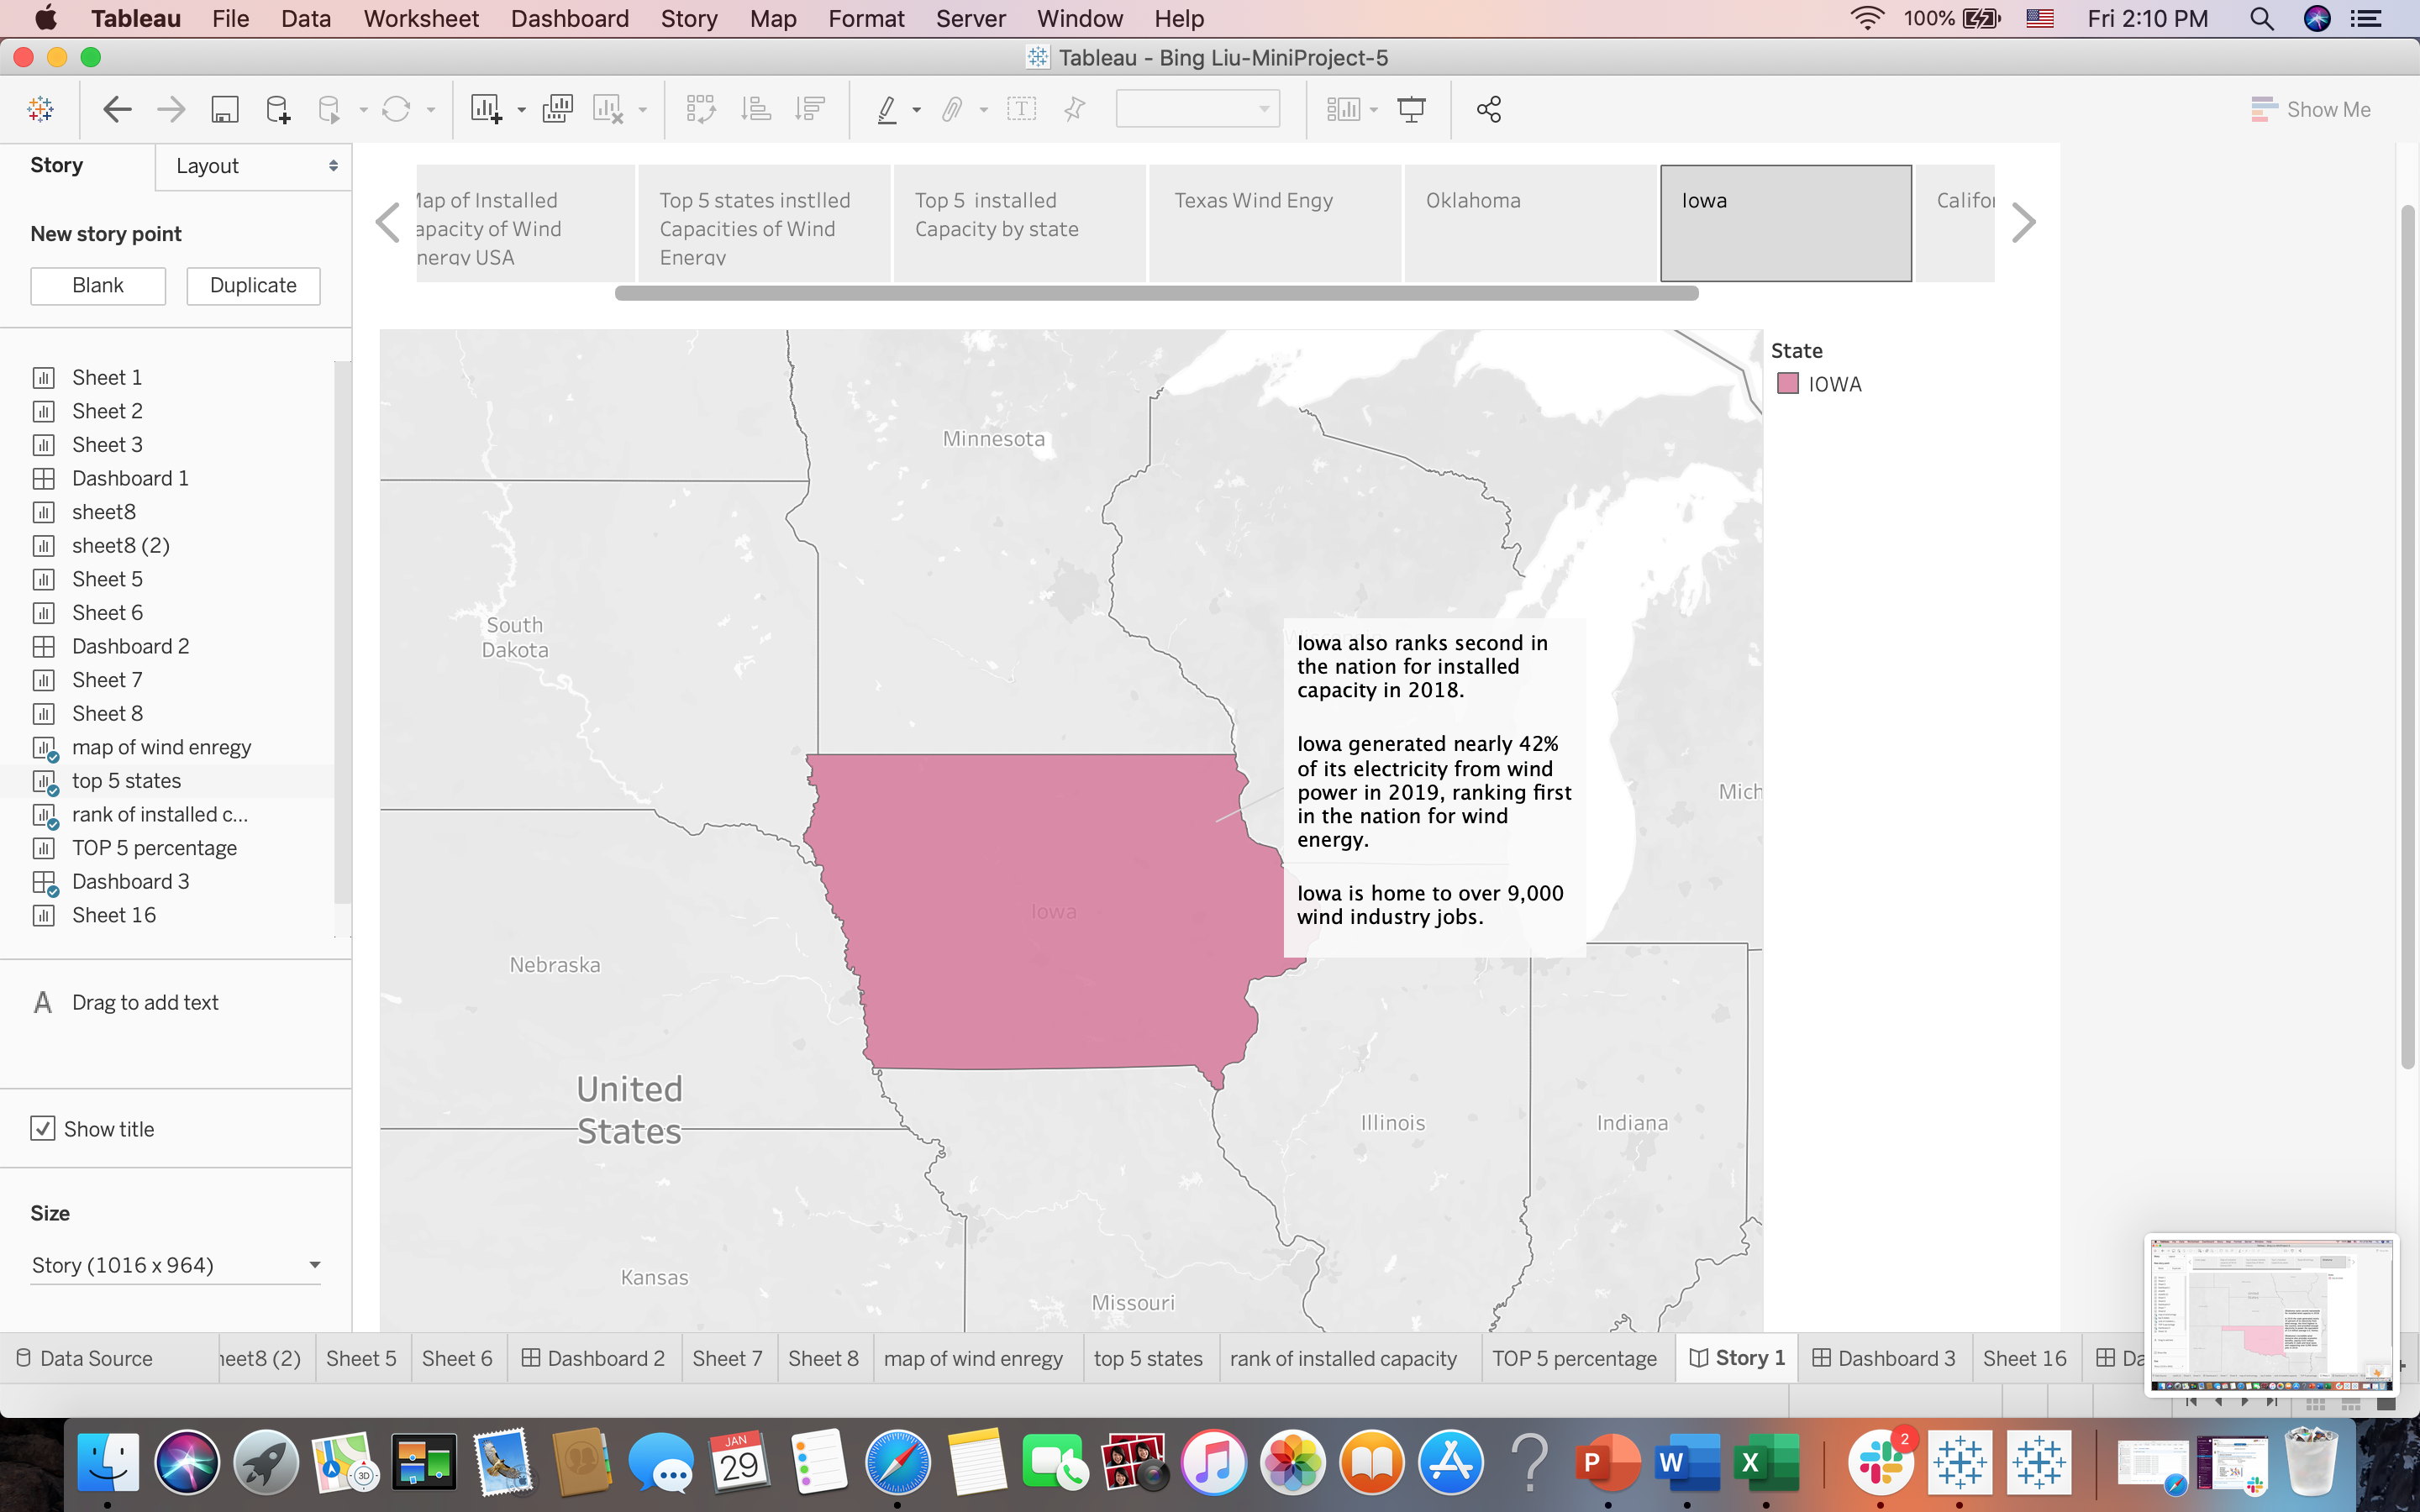 Tableau File Data Worksheet Dashboard Story Map Format Server Window Help
100% Fri 2:10 PM
Tableau - Bing Liu-MiniProject-5
Show Me
Story Layout
New story point
Blank Duplicate
Sheet 1
Sheet 2
Sheet 3
Dashboard 1
sheet8
sheet8 (2)
Sheet 5
Sheet 6
Dashboard 2
Sheet 7
Sheet 8
map of wind enregy
top 5 states
rank of installed c...
TOP 5 percentage
Dashboard 3
Sheet 16
A Drag to add text
Show title
Size
Story (1016 x 964)
Map of Installed
apacity of Wind
nergy USA
Top 5 states instlled
Capacities of Wind
Energy
Top 5 installed
Capacity by state
Texas Wind Engy
Oklahoma
Iowa
Califor
State
IOWA
Minnesota
South
Dakota
Iowa also ranks second in
the nation for installed
capacity in 2018.
Iowa generated nearly 42%
of its electricity from wind
power in 2019, ranking first
in the nation for wind
energy.
Iowa is home to over 9,000
wind industry jobs.
Mich
Iowa
Nebraska
United
States
Illinois
Indiana
Kansas
Missouri
Data Source heet8 (2) Sheet 5 Sheet 6 Dashboard 2 Sheet 7 Sheet 8 map of wind enregy top 5 states rank of installed capacity TOP 5 percentage Story 1 Dashboard 3 Sheet 16 Da
3D
JAN
29
P
W
X
2